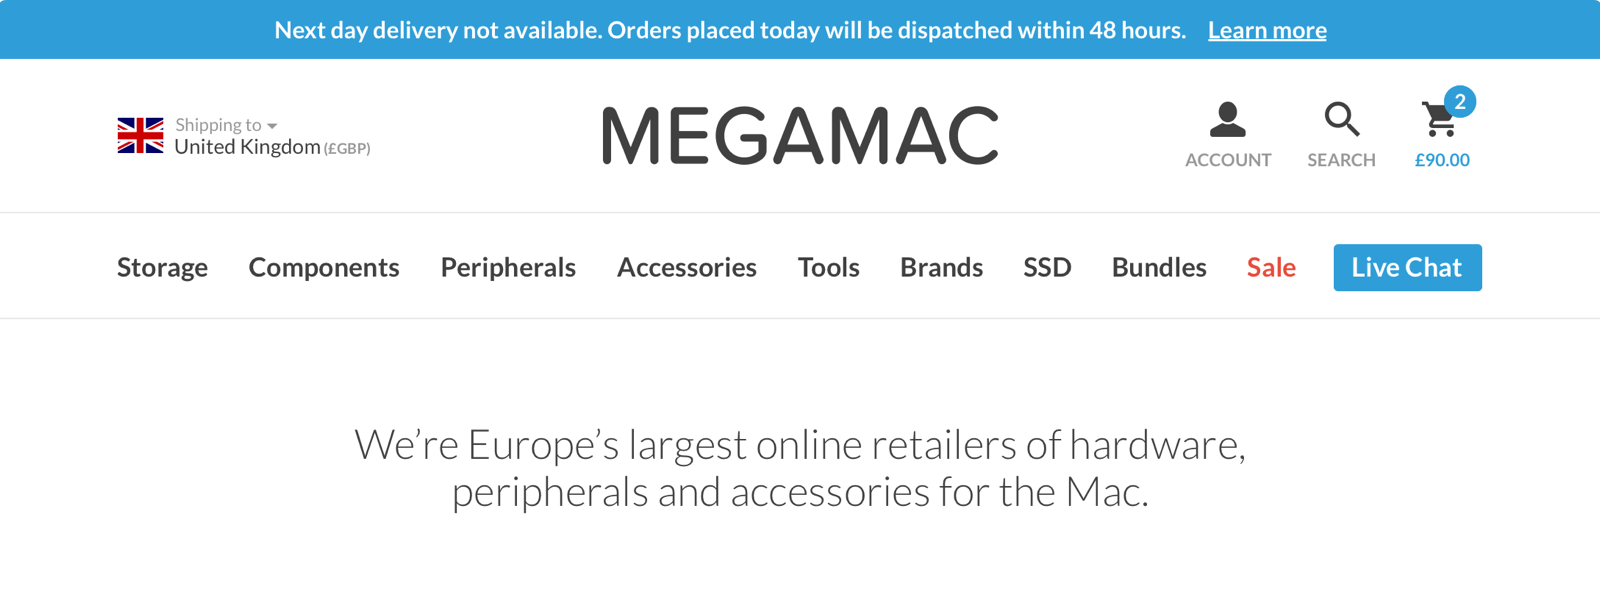 Next day delivery not available. Orders placed today will be dispatched within 48 hours. Learn more
Shipping to
United Kingdom (£GBP)
MEGAMAC
ACCOUNT
SEARCH
2
£90.00
Storage Components Peripherals Accessories Tools Brands SSD Bundles Sale Live Chat
We’re Europe’s largest online retailers of hardware,
peripherals and accessories for the Mac.